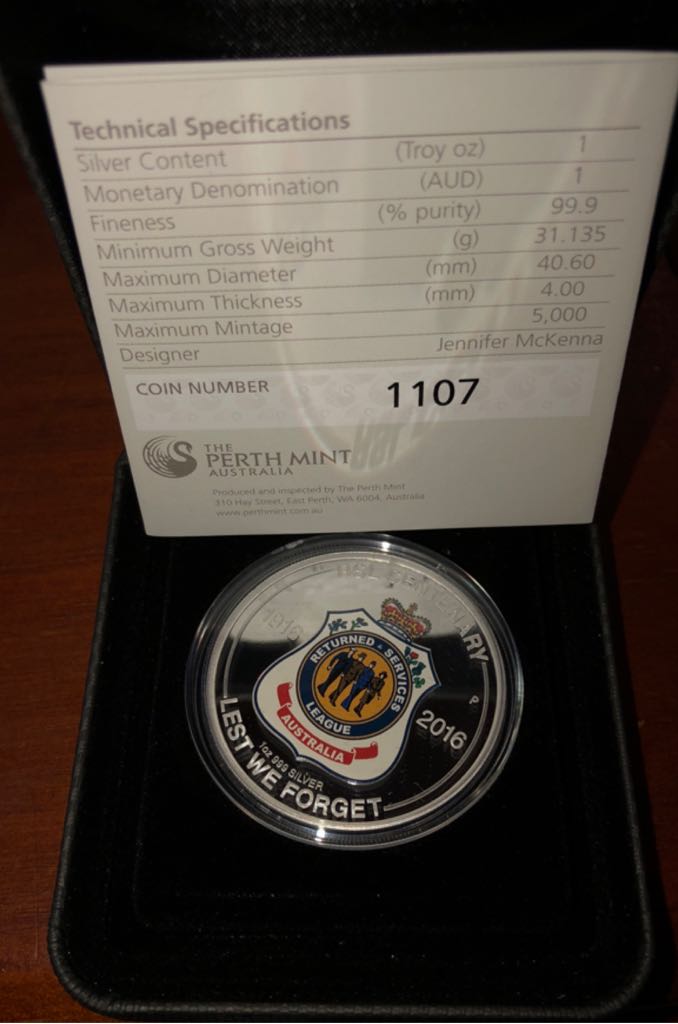 Technical Specifications
Silver Content (Troy oz) 1
Monetary Denomination (AUD) 1
Fineness (% purity) 99.9
Minimum Gross Weight (g) 31.135
Maximum Diameter (mm) 40.60
Maximum Thickness (mm) 4.00
Maximum Mintage 5,000
Designer Jennifer McKenna
COIN NUMBER 1107
THE
PERTH MINT
AUSTRALIA
Produced and inspected by The Perth Mint
310 Hay Street, East Perth, WA 6004, Australia
www.perthmint.com.au
RSL CENTENARY
1916
RETURNED & SERVICES
LEAGUE
AUSTRALIA
2016
P
1oz 999 SILVER
LEST WE FORGET